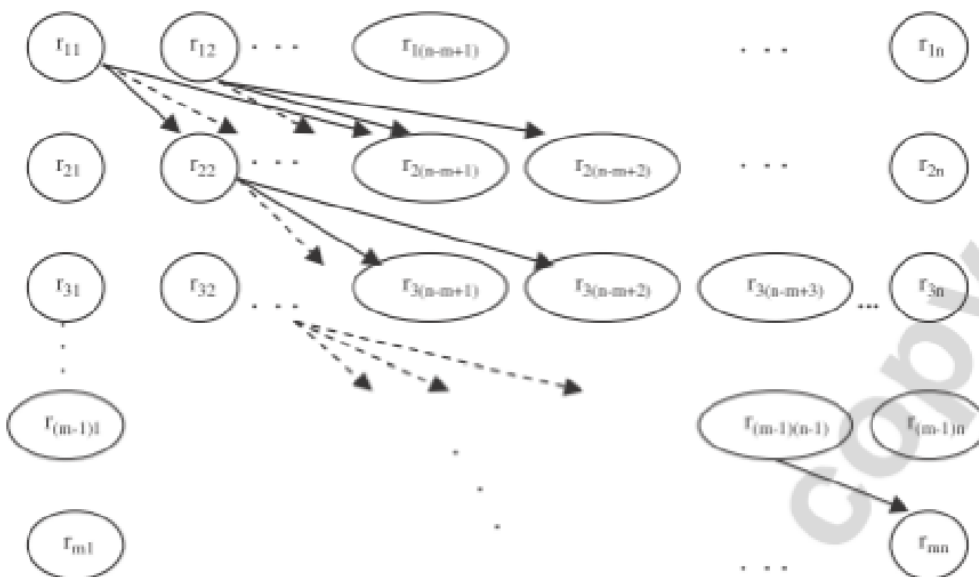 r11 r12 . . . r1(n-m+1) . . . r1n
r21 r22 . . . r2(n-m+1) r2(n-m+2) . . . r2n
r31 r32 . . . r3(n-m+1) r3(n-m+2) r3(n-m+3) ... r3n
r(m-1)1 r(m-1)(n-1) r(m-1)n
rm1 . . . rmn
copy